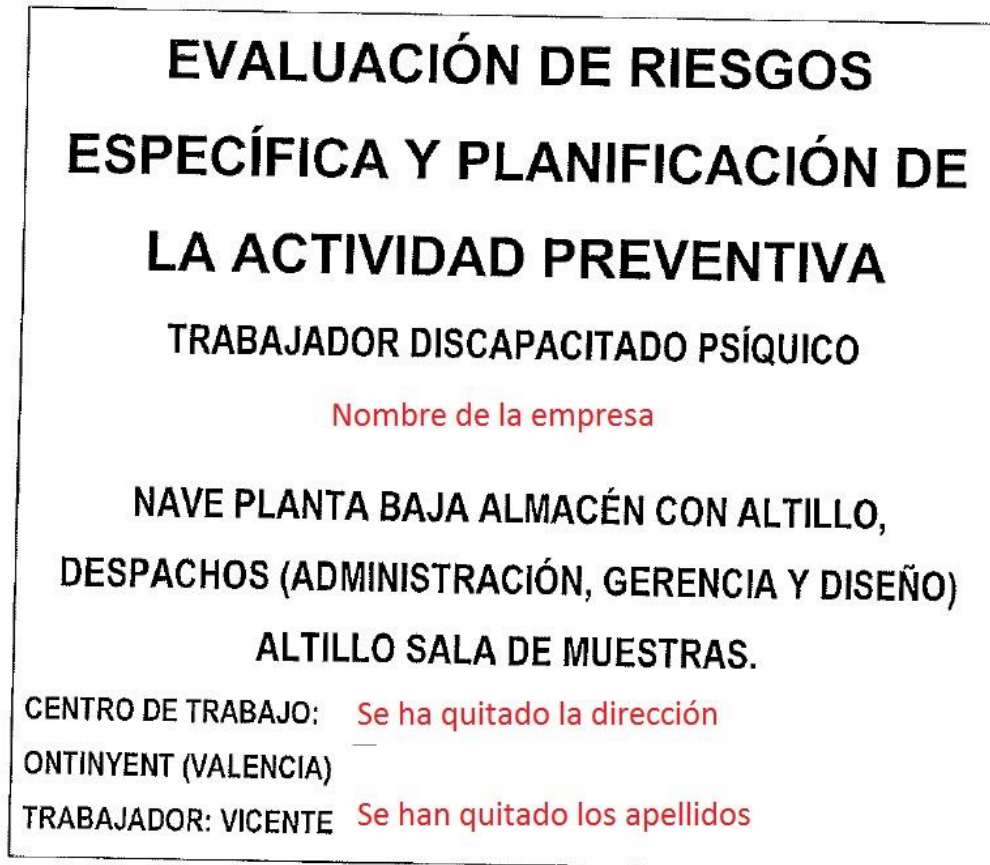 EVALUACIÓN DE RIESGOS
ESPECÍFICA Y PLANIFICACIÓN DE
LA ACTIVIDAD PREVENTIVA
TRABAJADOR DISCAPACITADO PSÍQUICO
Nombre de la empresa
NAVE PLANTA BAJA ALMACÉN CON ALTILLO,
DESPACHOS (ADMINISTRACIÓN, GERENCIA Y DISEÑO)
ALTILLO SALA DE MUESTRAS.
CENTRO DE TRABAJO: Se ha quitado la dirección
ONTINYENT (VALENCIA)
TRABAJADOR: VICENTE Se han quitado los apellidos